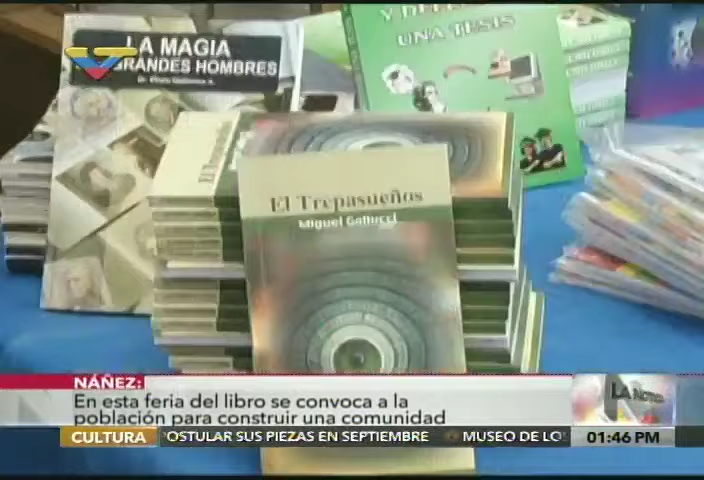 LA MAGIA
GRANDES HOMBRES
UNA TESIS
El Trepasueños
Miguel Gallucci
NÁÑEZ:
En esta feria del libro se convoca a la
población para construir una comunidad
LA
CULTURA
OSTULAR SUS PIEZAS EN SEPTIEMBRE
MUSEO DE LO
01:46 PM